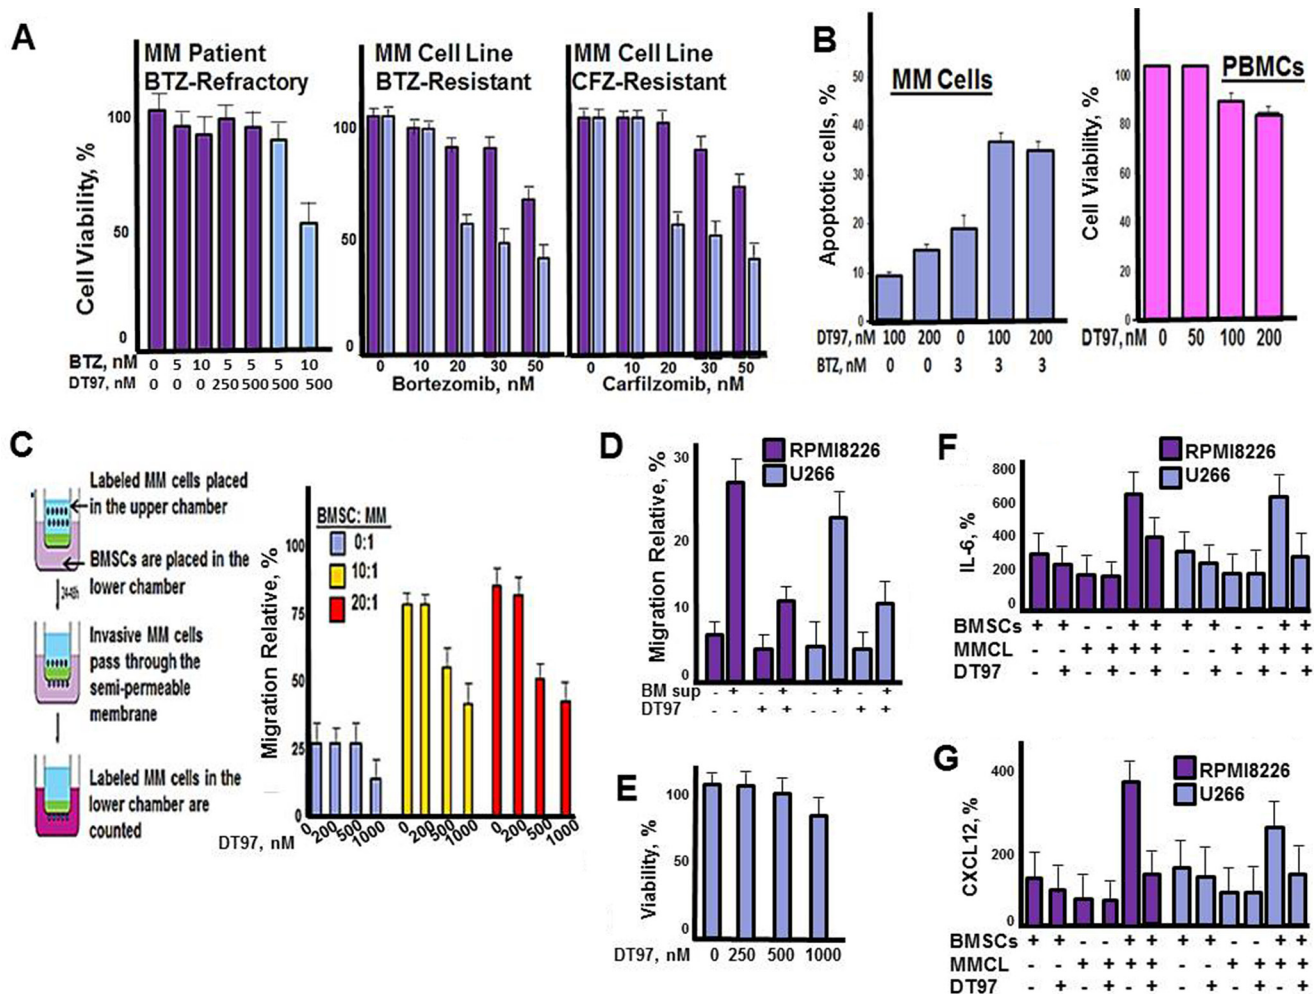 A
MM Patient
BTZ-Refractory
Cell Viability, %
100
50
0
BTZ, nM 0 5 10 5 5 5 10
DT97, nM 0 0 0 250 500 500 500
MM Cell Line
BTZ-Resistant
100
50
0
0 10 20 30 50
Bortezomib, nM
MM Cell Line
CFZ-Resistant
0 10 20 30 50
Carfilzomib, nM
B
MM Cells
Apoptotic cells, %
50
40
30
20
10
0
DT97, nM 100 200 0 100 200
BTZ, nM 0 0 3 3 3
PBMCs
Cell Viability, %
100
80
60
40
20
0
DT97, nM 0 50 100 200
C
Labeled MM cells placed
in the upper chamber
BMSCs are placed in the
lower chamber
24-48h
Invasive MM cells
pass through the
semi-permeable
membrane
Labeled MM cells in the
lower chamber are
counted
BMSC: MM
0:1
10:1
20:1
Migration Relative, %
100
75
50
25
0
DT97, nM 0 200 500 1000 0 200 500 1000 0 200 500 1000
D
RPMI8226
U266
Migration Relative, %
30
20
10
0
BM sup - + - + - + - +
DT97 - - + + - - + +
E
Viability, %
100
50
0
DT97, nM 0 250 500 1000
F
RPMI8226
U266
IL-6, %
800
600
400
200
0
BMSCs + + - - + + + + - - + +
MMCL - - + + + + - - + + + +
DT97 - + - + - + - + - + - +
G
RPMI8226
U266
CXCL12, %
400
200
0
BMSCs + + - - + + + + - - + +
MMCL - - + + + + - - + + + +
DT97 - + - + - + - + - + - +